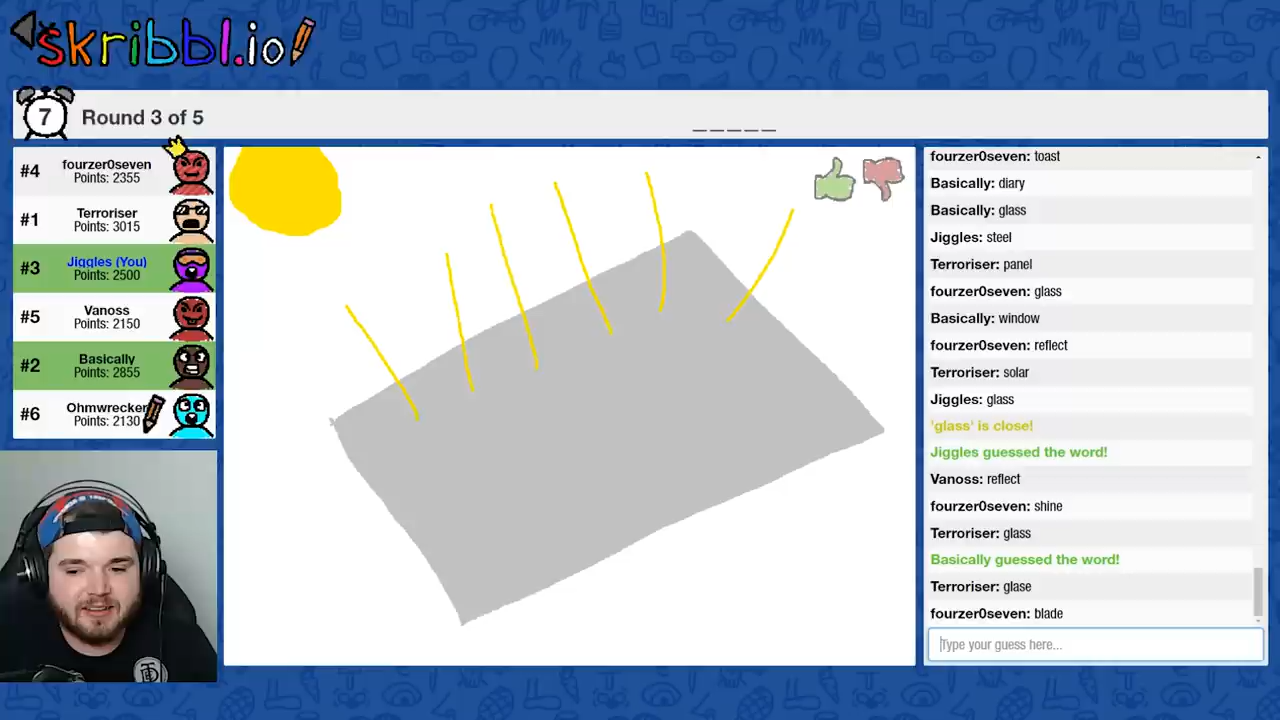 skribbl.io
7
Round 3 of 5
_ _ _ _ _
#4 fourzer0seven
Points: 2355
#1 Terroriser
Points: 3015
#3 Jiggles (You)
Points: 2500
#5 Vanoss
Points: 2150
#2 Basically
Points: 2855
#6 Ohmwrecker
Points: 2130
fourzer0seven: toast
Basically: diary
Basically: glass
Jiggles: steel
Terroriser: panel
fourzer0seven: glass
Basically: window
fourzer0seven: reflect
Terroriser: solar
Jiggles: glass
'glass' is close!
Jiggles guessed the word!
Vanoss: reflect
fourzer0seven: shine
Terroriser: glass
Basically guessed the word!
Terroriser: glase
fourzer0seven: blade
Type your guess here...